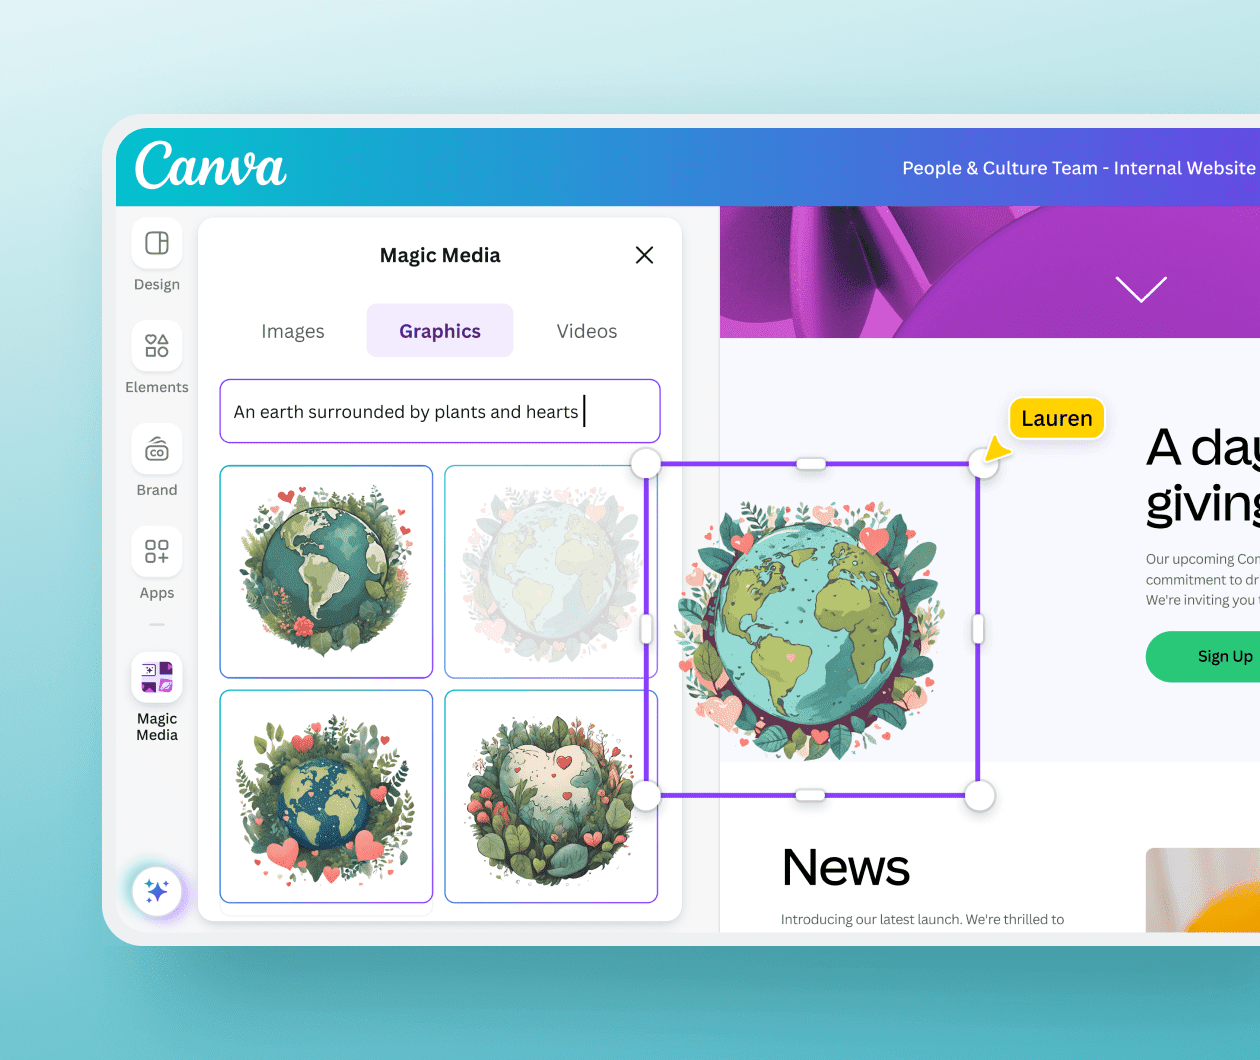 Canva
People & Culture Team - Internal Website
Design
Elements
CO
Brand
Apps
Magic
Media
Magic Media
Images
Graphics
Videos
An earth surrounded by plants and hearts
Lauren
A day
giving
Our upcoming Com
commitment to dr
We're inviting you t
Sign Up
News
Introducing our latest launch. We're thrilled to